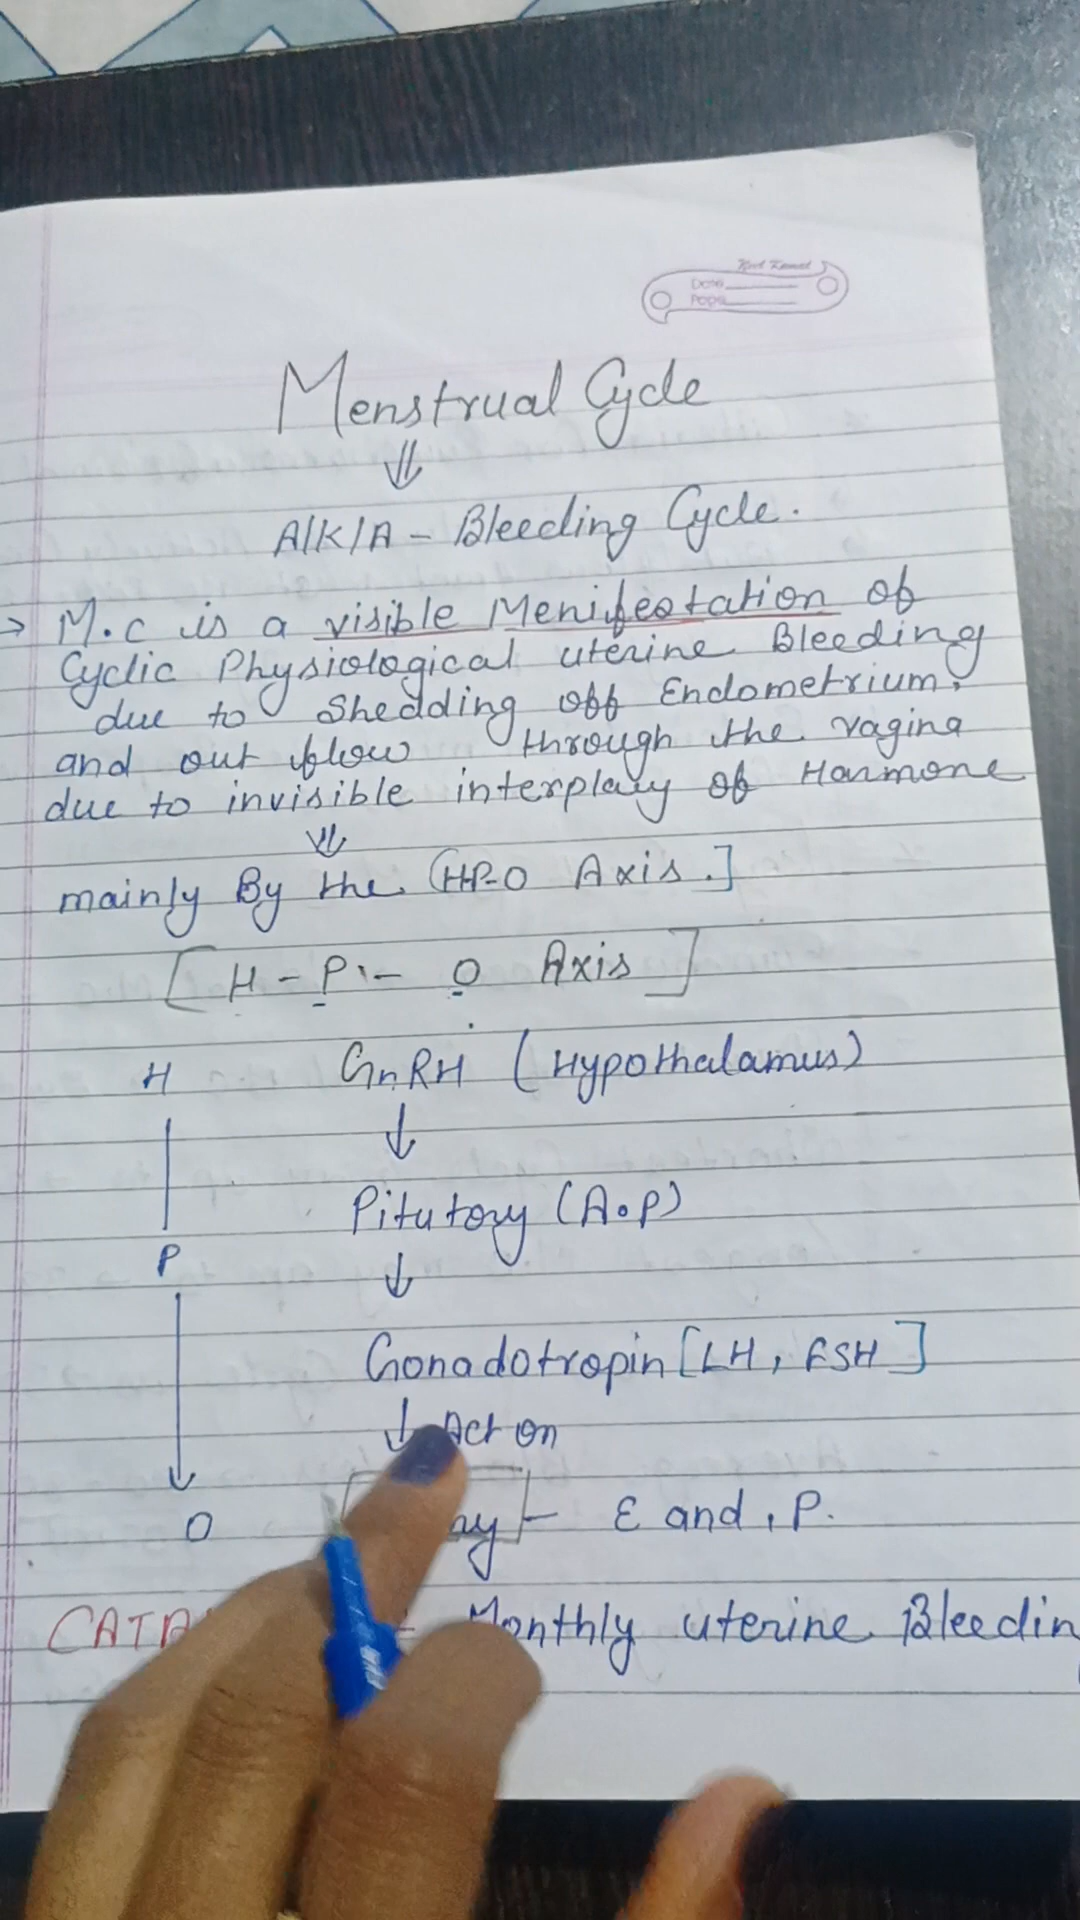 Date
Page
Menstrual Cycle
A/K/A - Bleeding Cycle.
→ M.C is a visible Menifestation of
Cyclic Physiological uterine Bleeding
due to Shedding off Endometrium,
and out flow through the vagina
due to invisible interplay of Harmone
mainly By the (HP-O Axis.]
[H - P - O Axis]
H GnRH (Hypothalamus)
Pitutory (A.P)
P
Gonadotropin [LH, FSH]
Act On
O E and, P.
Monthly uterine Bleedin